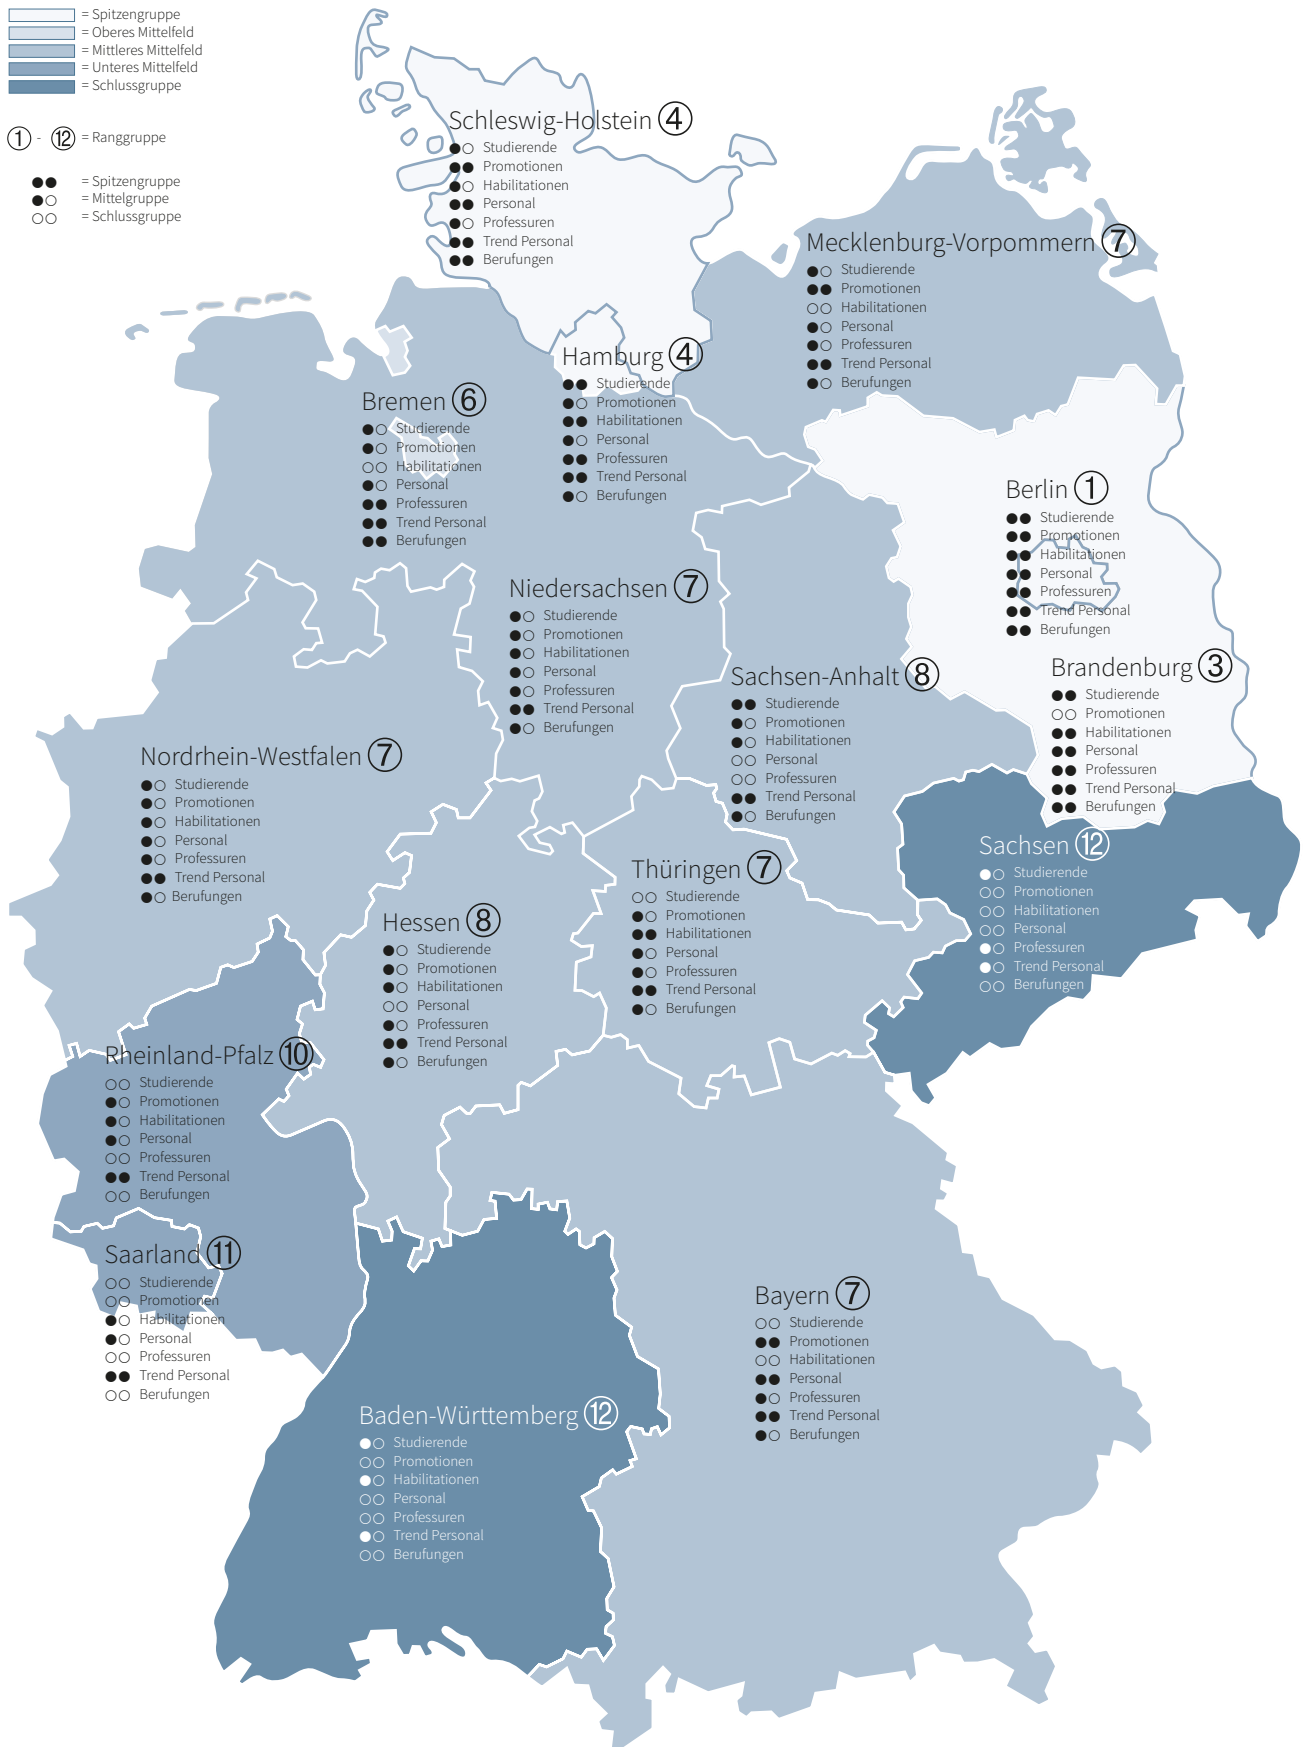 = Spitzengruppe
= Oberes Mittelfeld
= Mittleres Mittelfeld
= Unteres Mittelfeld
= Schlussgruppe
① - ⑫ = Ranggruppe
●● = Spitzengruppe
●○ = Mittelgruppe
○○ = Schlussgruppe
Schleswig-Holstein ④
●○ Studierende
●● Promotionen
●○ Habilitationen
●● Personal
●○ Professuren
●● Trend Personal
●● Berufungen
Mecklenburg-Vorpommern ⑦
●○ Studierende
●● Promotionen
○○ Habilitationen
●○ Personal
●○ Professuren
●● Trend Personal
●○ Berufungen
Hamburg ④
●● Studierende
●○ Promotionen
●● Habilitationen
●○ Personal
●● Professuren
●● Trend Personal
●○ Berufungen
Bremen ⑥
●○ Studierende
●○ Promotionen
○○ Habilitationen
●○ Personal
●● Professuren
●● Trend Personal
●● Berufungen
Berlin ①
●● Studierende
●● Promotionen
●● Habilitationen
●● Personal
●● Professuren
●● Trend Personal
●● Berufungen
Niedersachsen ⑦
●○ Studierende
●○ Promotionen
●○ Habilitationen
●○ Personal
●○ Professuren
●● Trend Personal
●○ Berufungen
Brandenburg ③
●● Studierende
○○ Promotionen
●● Habilitationen
●● Personal
●● Professuren
●● Trend Personal
●● Berufungen
Sachsen-Anhalt ⑧
●● Studierende
●○ Promotionen
●○ Habilitationen
○○ Personal
○○ Professuren
●● Trend Personal
●○ Berufungen
Nordrhein-Westfalen ⑦
●○ Studierende
●○ Promotionen
●○ Habilitationen
●○ Personal
●○ Professuren
●● Trend Personal
●○ Berufungen
Sachsen ⑫
●○ Studierende
○○ Promotionen
○○ Habilitationen
○○ Personal
●○ Professuren
●○ Trend Personal
○○ Berufungen
Thüringen ⑦
○○ Studierende
●○ Promotionen
●● Habilitationen
●○ Personal
●○ Professuren
●● Trend Personal
●○ Berufungen
Hessen ⑧
●○ Studierende
●○ Promotionen
●○ Habilitationen
○○ Personal
●○ Professuren
●● Trend Personal
●○ Berufungen
Rheinland-Pfalz ⑩
○○ Studierende
●○ Promotionen
●○ Habilitationen
●○ Personal
○○ Professuren
●● Trend Personal
○○ Berufungen
Saarland ⑪
○○ Studierende
○○ Promotionen
●○ Habilitationen
●○ Personal
○○ Professuren
●● Trend Personal
○○ Berufungen
Bayern ⑦
○○ Studierende
●● Promotionen
○○ Habilitationen
●● Personal
●○ Professuren
●● Trend Personal
●○ Berufungen
Baden-Württemberg ⑫
●○ Studierende
○○ Promotionen
●○ Habilitationen
○○ Personal
○○ Professuren
●○ Trend Personal
○○ Berufungen